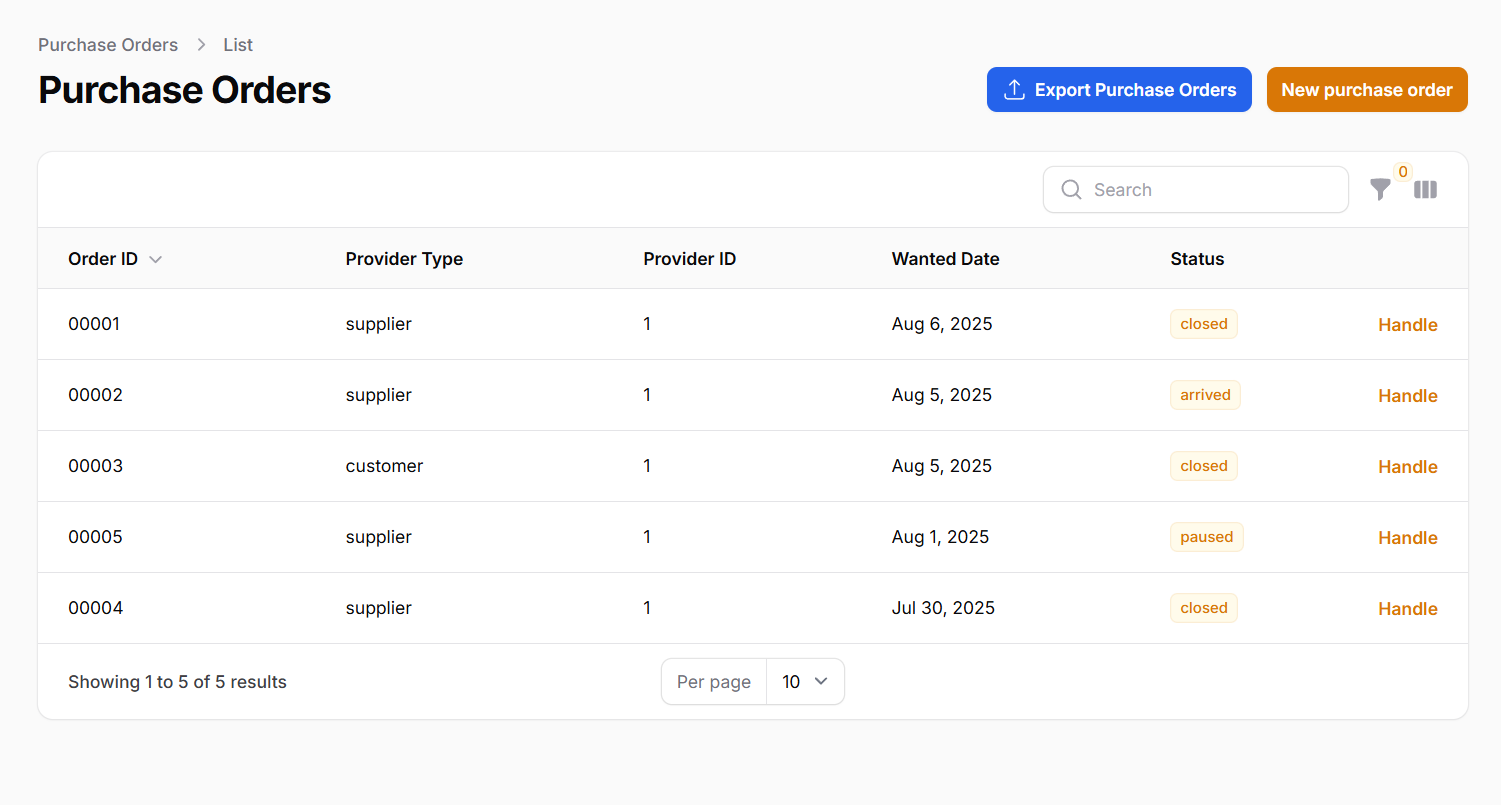 Purchase Orders > List
Purchase Orders
Export Purchase Orders New purchase order
Search 0
Order ID Provider Type Provider ID Wanted Date Status
00001 supplier 1 Aug 6, 2025 closed Handle
00002 supplier 1 Aug 5, 2025 arrived Handle
00003 customer 1 Aug 5, 2025 closed Handle
00005 supplier 1 Aug 1, 2025 paused Handle
00004 supplier 1 Jul 30, 2025 closed Handle
Showing 1 to 5 of 5 results Per page 10